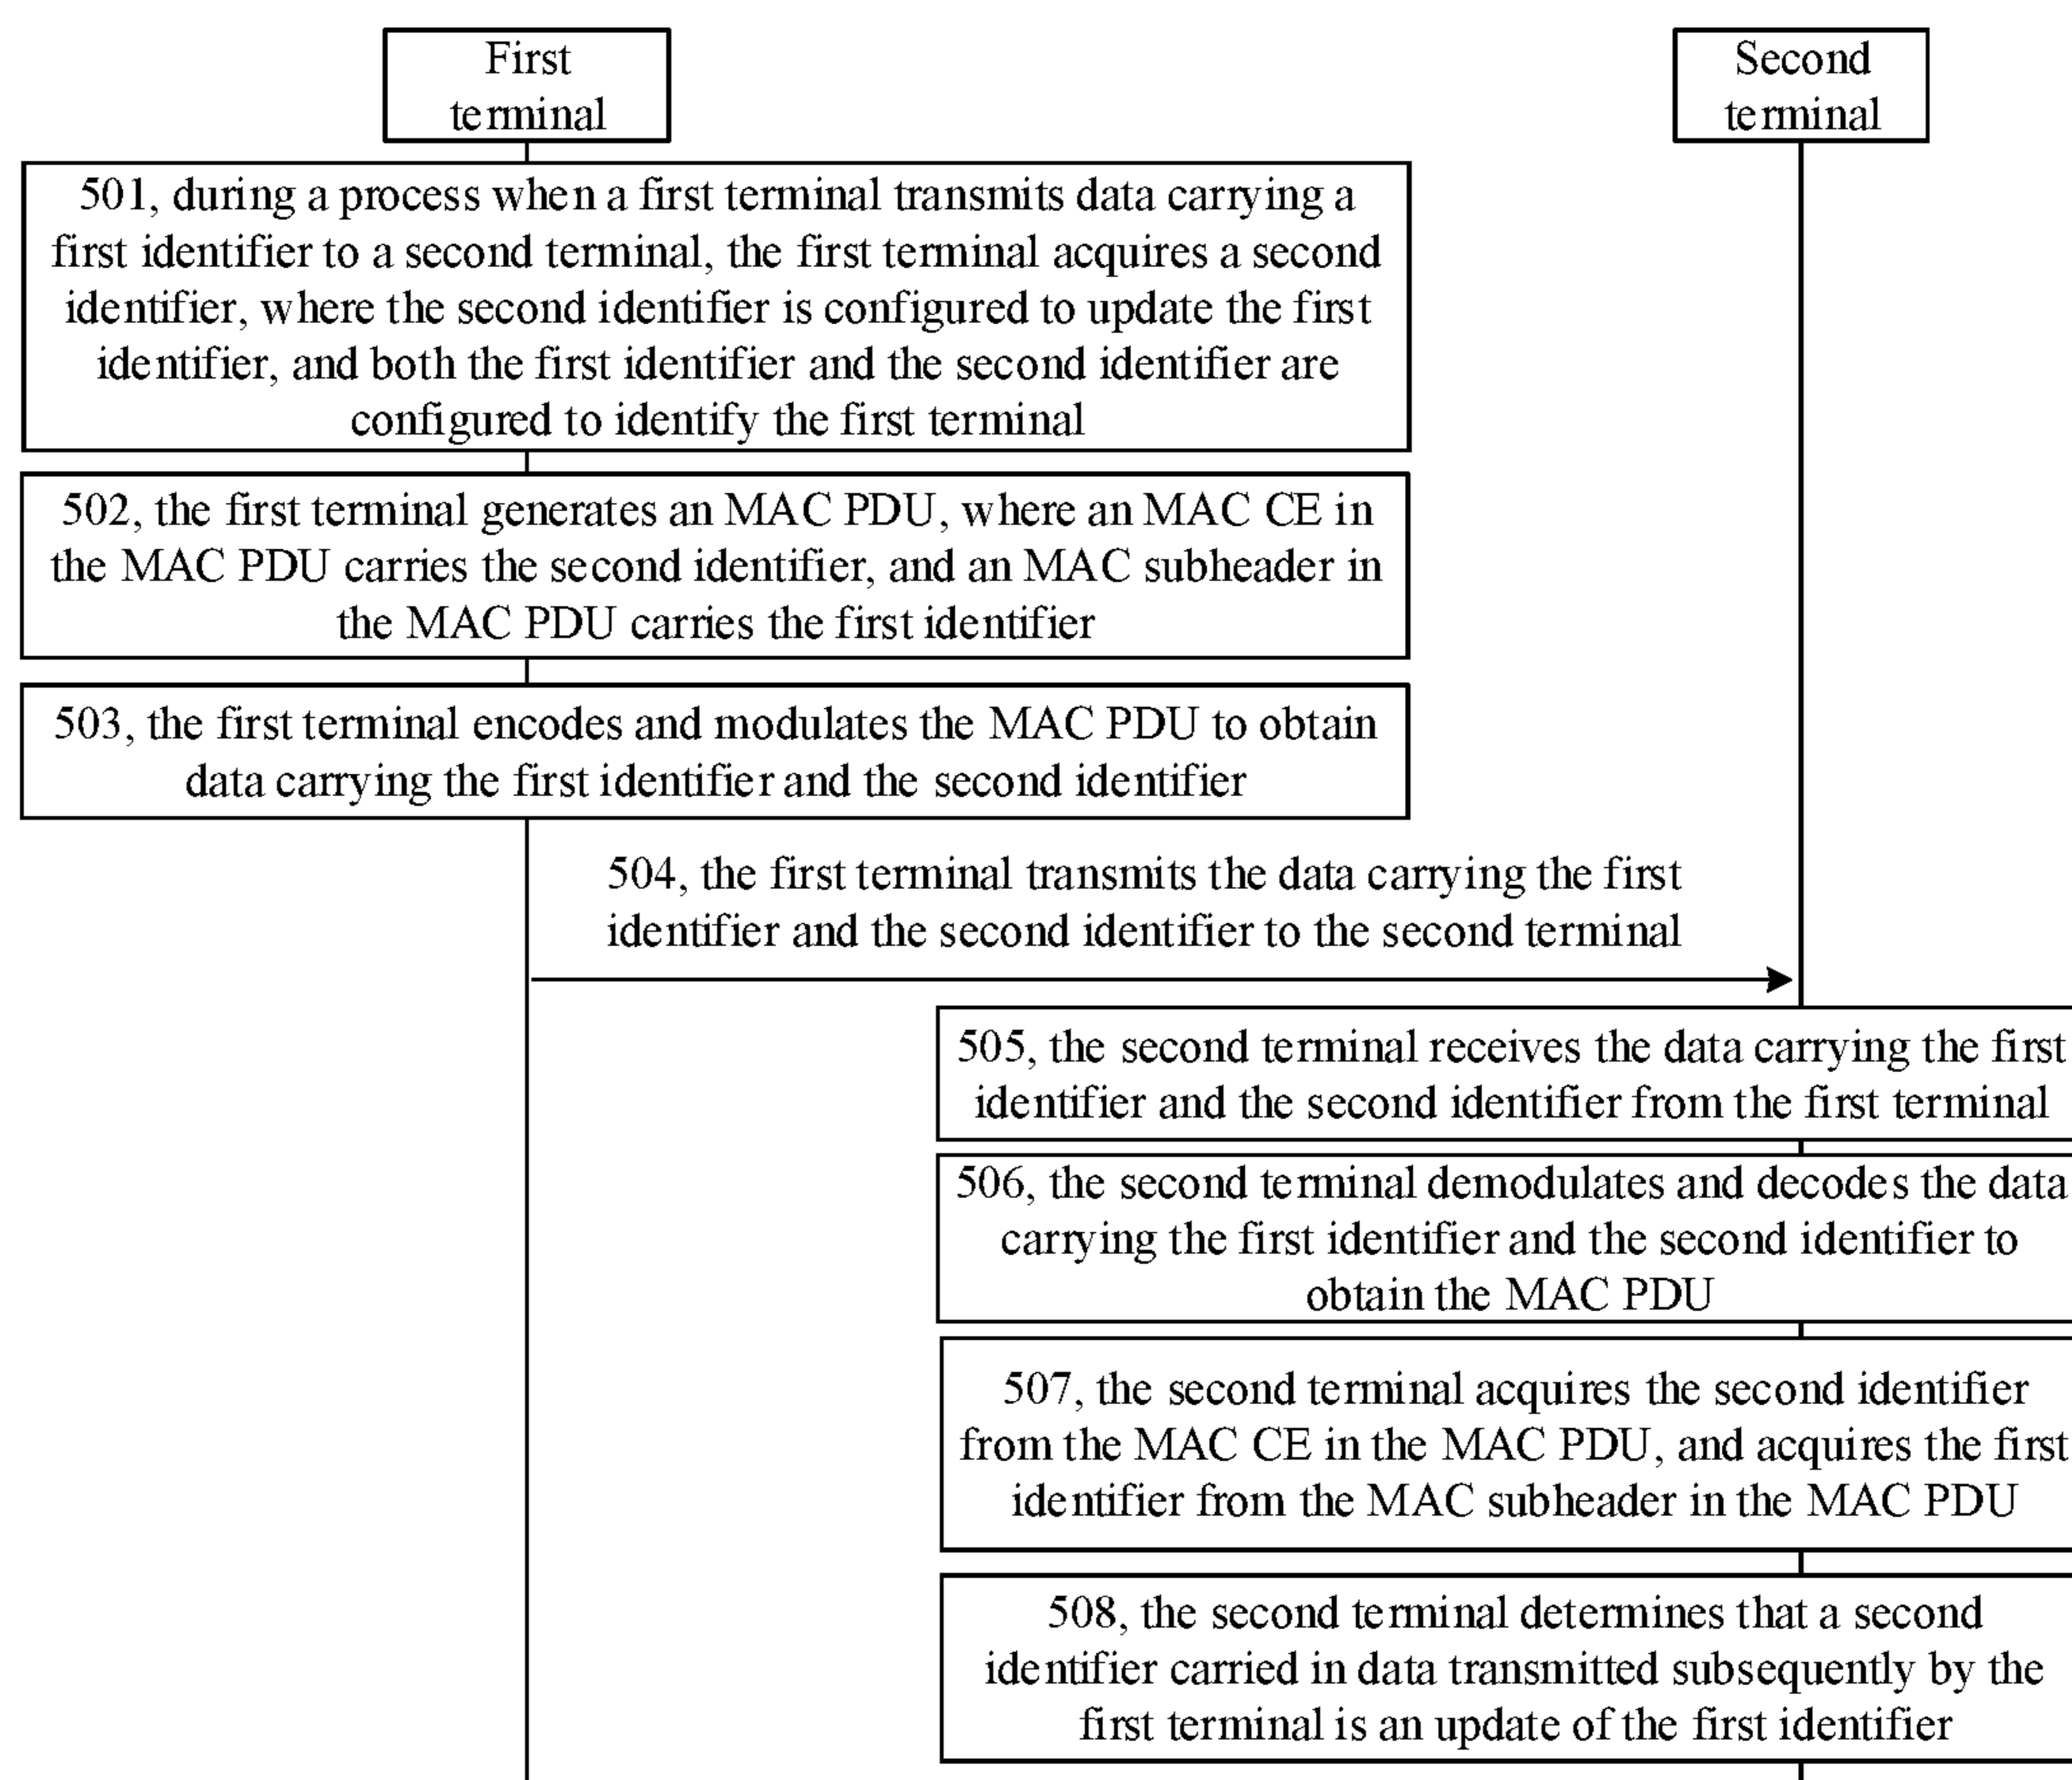 First
terminal
Second
terminal
501, during a process when a first terminal transmits data carrying a
first identifier to a second terminal, the first terminal acquires a second
identifier, where the second identifier is configured to update the first
identifier, and both the first identifier and the second identifier are
configured to identify the first terminal
502, the first terminal generates an MAC PDU, where an MAC CE in
the MAC PDU carries the second identifier, and an MAC subheader in
the MAC PDU carries the first identifier
503, the first terminal encodes and modulates the MAC PDU to obtain
data carrying the first identifier and the second identifier
504, the first terminal transmits the data carrying the first
identifier and the second identifier to the second terminal
505, the second terminal receives the data carrying the first
identifier and the second identifier from the first terminal
506, the second terminal demodulates and decodes the data
carrying the first identifier and the second identifier to
obtain the MAC PDU
507, the second terminal acquires the second identifier
from the MAC CE in the MAC PDU, and acquires the first
identifier from the MAC subheader in the MAC PDU
508, the second terminal determines that a second
identifier carried in data transmitted subsequently by the
first terminal is an update of the first identifier